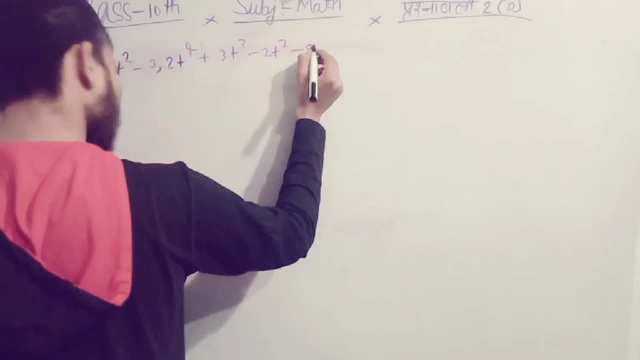 ASS-10th × Subj:- Math × प्रश्नावली 2(a)
t² - 3, 2t⁴ + 3t³ - 2t² -